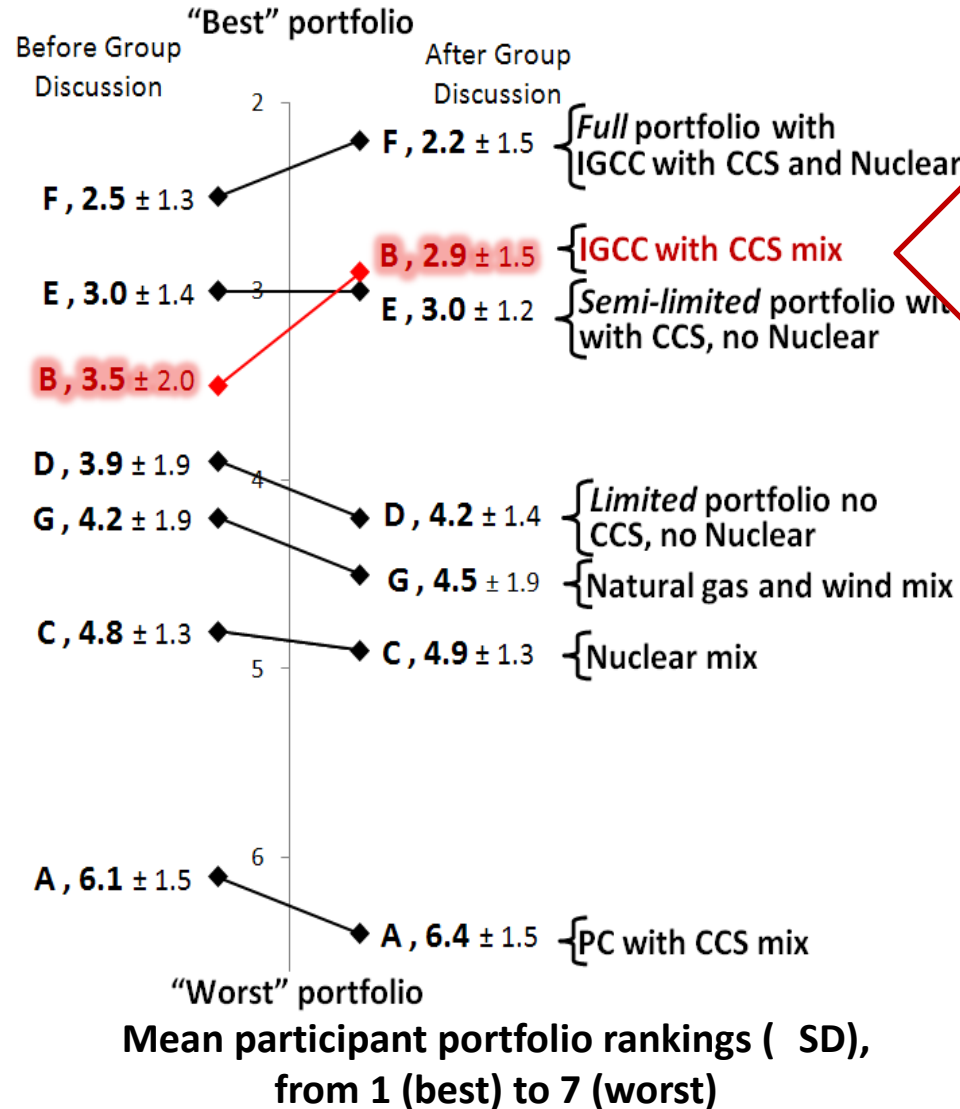 “Best” portfolio
Before Group
Discussion
After Group
Discussion
2
F , 2.5 ± 1.3
F , 2.2 ± 1.5
Full portfolio with
IGCC with CCS and Nuclear
B , 2.9 ± 1.5
IGCC with CCS mix
E , 3.0 ± 1.4
3
E , 3.0 ± 1.2
Semi-limited portfolio
with CCS, no Nuclear
B , 3.5 ± 2.0
D , 3.9 ± 1.9
4
G , 4.2 ± 1.9
D , 4.2 ± 1.4
Limited portfolio no
CCS, no Nuclear
G , 4.5 ± 1.9
Natural gas and wind mix
C , 4.8 ± 1.3
C , 4.9 ± 1.3
Nuclear mix
5
6
A , 6.1 ± 1.5
A , 6.4 ± 1.5
PC with CCS mix
“Worst” portfolio
Mean participant portfolio rankings ( SD),
from 1 (best) to 7 (worst)